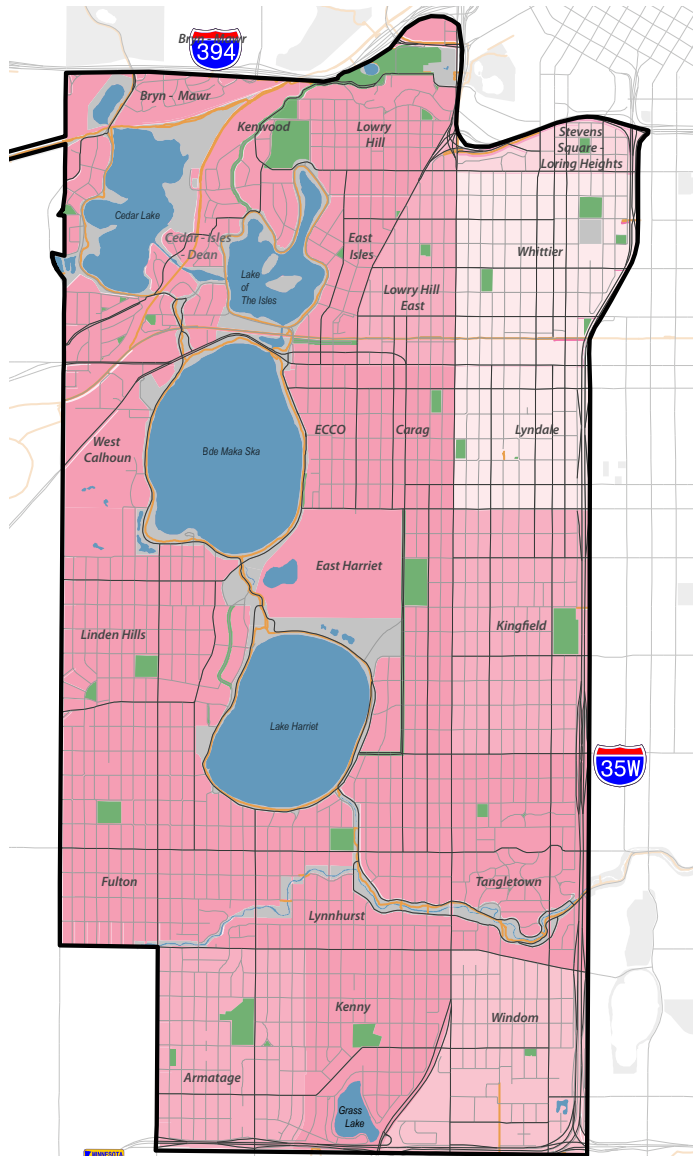 Bryn - Mawr
394
Bryn - Mawr
Kenwood
Lowry
Hill
Stevens
Square -
Loring Heights
Cedar Lake
Cedar - Isles
- Dean
East
Isles
Whittier
Lake
of
The Isles
Lowry Hill
East
West
Calhoun
Bde Maka Ska
ECCO
Carag
Lyndale
East Harriet
Linden Hills
Kingfield
Lake Harriet
35W
Fulton
Tangletown
Lynnhurst
Kenny
Windom
Armatage
Grass
Lake
MINNESOTA